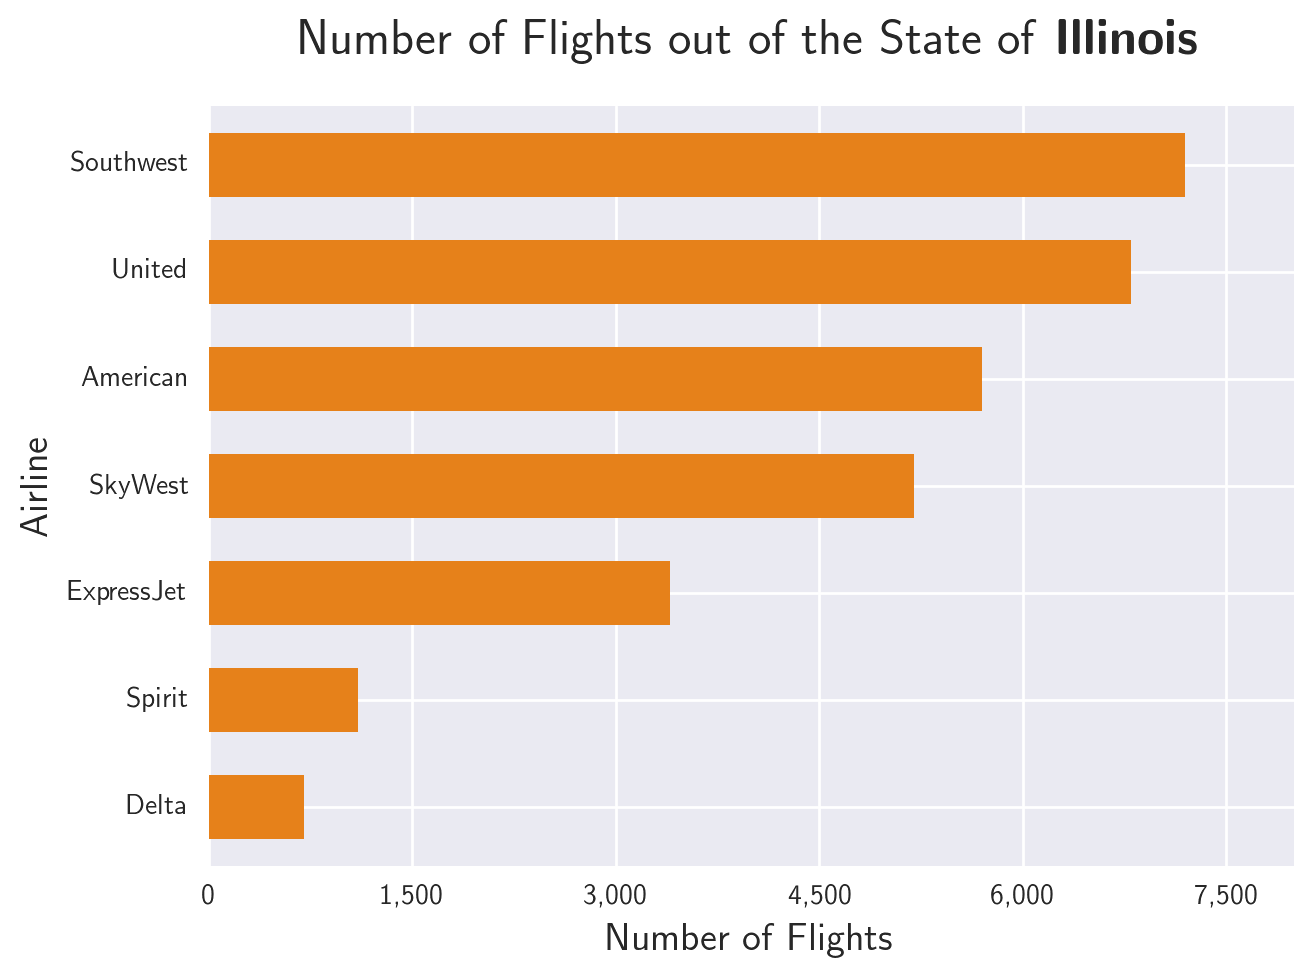 Number of Flights out of the State of Illinois
Southwest
United
American
SkyWest
ExpressJet
Spirit
Delta
Airline
0 1,500 3,000 4,500 6,000 7,500
Number of Flights